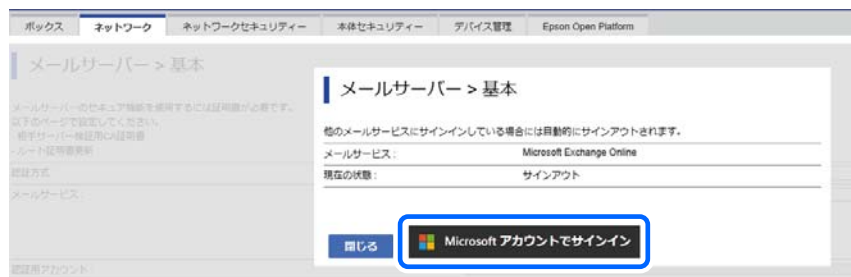 ボックス ネットワーク ネットワークセキュリティー 本体セキュリティー デバイス管理 Epson Open Platform
メールサーバー > 基本
メールサーバーのセキュア機能を使用するには証明書が必要です。
以下のページで設定してください。
- 相手サーバー検証用CA証明書
- ルート証明書更新
認証方式
メールサービス :
認証用アカウント
メールサーバー > 基本
他のメールサービスにサインインしている場合には自動的にサインアウトされます。
メールサービス : Microsoft Exchange Online
現在の状態 : サインアウト
閉じる Microsoft アカウントでサインイン